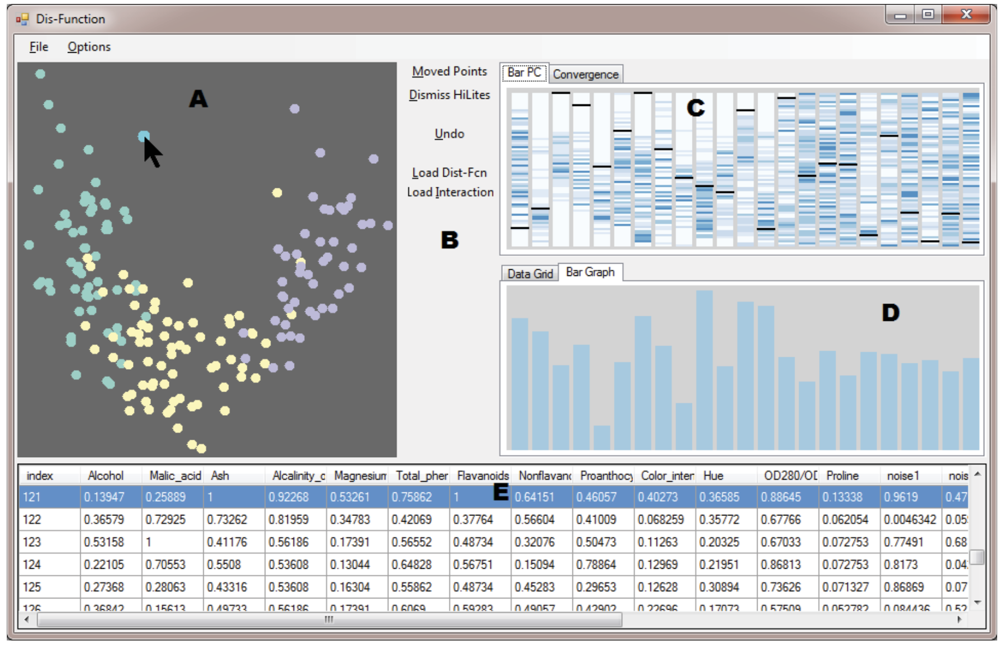 Dis-Function
File Options
A
Moved Points
Dismiss HiLites
Undo
Load Dist-Fcn
Load Interaction
B
Bar PC Convergence
C
Data Grid Bar Graph
D
index Alcohol Malic_acid Ash Alcalinity_o Magnesium Total_phen Flavanoids Nonflavano Proanthocy Color_inten Hue OD280/OD Proline noise1 nois
E
121 0.13947 0.25889 1 0.92268 0.53261 0.75862 1 0.64151 0.46057 0.40273 0.36585 0.88645 0.13338 0.9619 0.47
122 0.36579 0.72925 0.73262 0.81959 0.34783 0.42069 0.37764 0.56604 0.41009 0.068259 0.35772 0.67766 0.062054 0.0046342 0.05
123 0.53158 1 0.41176 0.56186 0.17391 0.56552 0.48734 0.32076 0.50473 0.11263 0.20325 0.67033 0.072753 0.77491 0.68
124 0.22105 0.70553 0.5508 0.53608 0.13044 0.64828 0.56751 0.15094 0.78864 0.12969 0.21951 0.86813 0.072753 0.8173 0.04
125 0.27368 0.28063 0.43316 0.53608 0.16304 0.55862 0.48734 0.45283 0.29653 0.12628 0.30894 0.73626 0.071327 0.86869 0.07
126 0.36842 0.15613 0.49733 0.56186 0.17391 0.6069 0.59283 0.49057 0.42902 0.22696 0.17073 0.57509 0.052782 0.084436 0.52